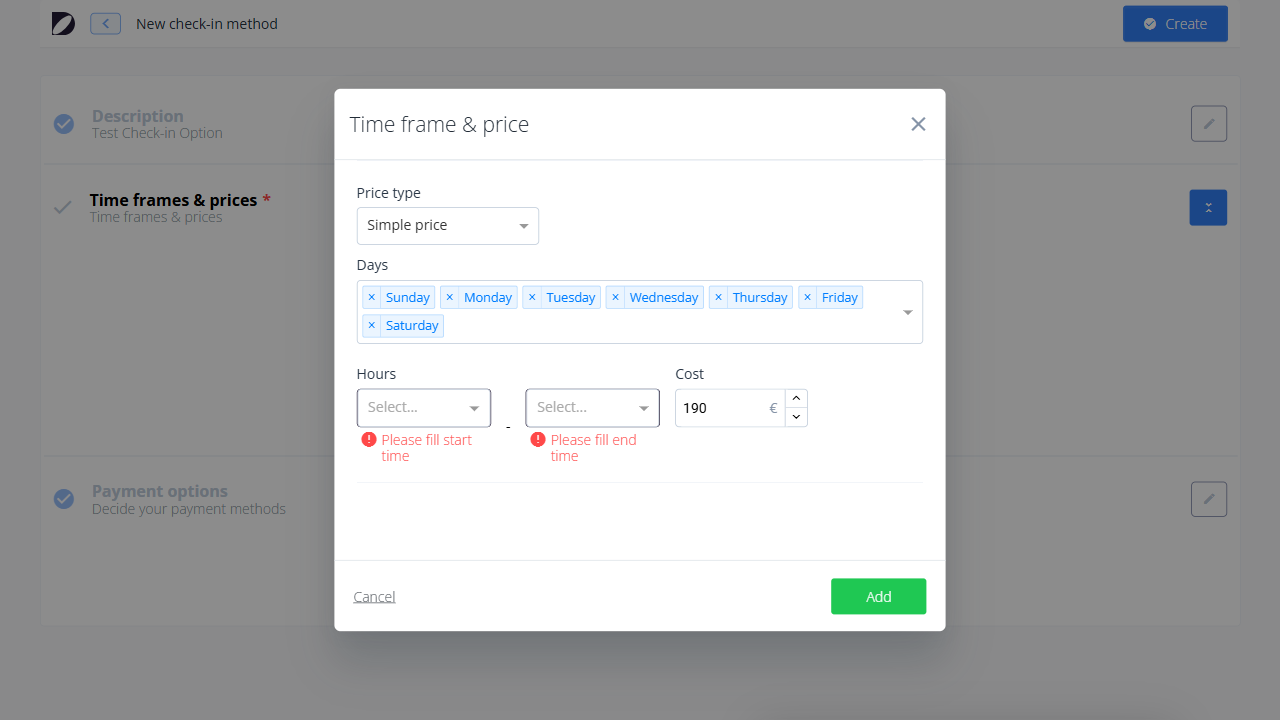 New check-in method
Create
Description
Test Check-in Option
Time frames & prices *
Time frames & prices
Payment options
Decide your payment methods
Time frame & price
Price type
Simple price
Days
× Sunday × Monday × Tuesday × Wednesday × Thursday × Friday
× Saturday
Hours
Cost
Select... - Select... 190 €
Please fill start
time
Please fill end
time
Cancel
Add